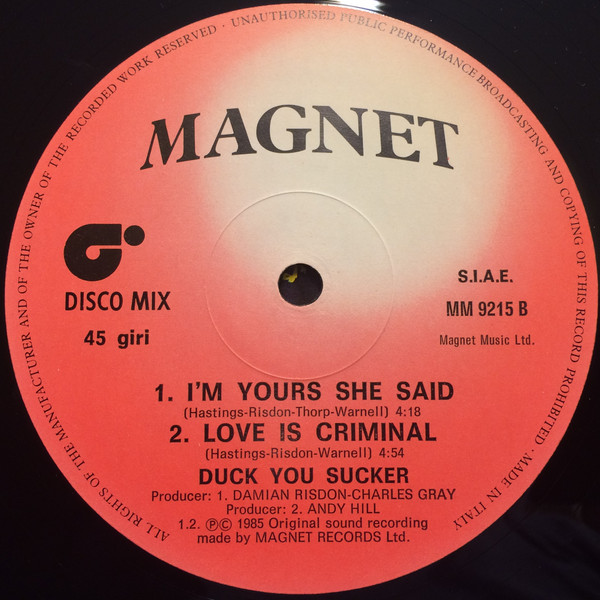 ALL RIGHTS OF THE MANUFACTURER AND OF THE OWNER OF THE RECORDED WORK RESERVED · UNAUTHORISED PUBLIC PERFORMANCE, BROADCASTING AND COPYING OF THIS RECORD PROHIBITED · MADE IN ITALY
MAGNET
DISCO MIX
45 giri
S.I.A.E.
MM 9215 B
Magnet Music Ltd.
1. I'M YOURS SHE SAID
(Hastings-Risdon-Thorp-Warnell) 4:18
2. LOVE IS CRIMINAL
(Hastings-Risdon-Warnell) 4:54
DUCK YOU SUCKER
Producer: 1. DAMIAN RISDON-CHARLES GRAY
Producer: 2. ANDY HILL
1.2. ℗© 1985 Original sound recording
made by MAGNET RECORDS Ltd.